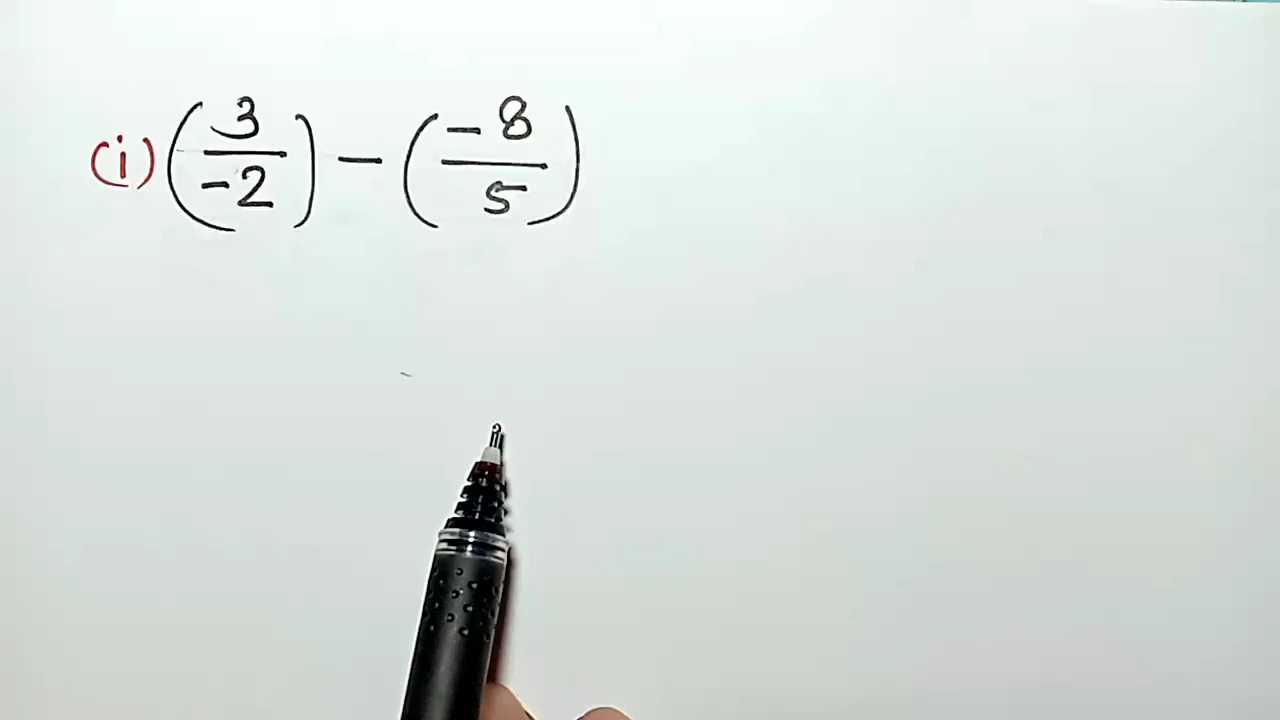 (i) (3/-2) - (-8/5)